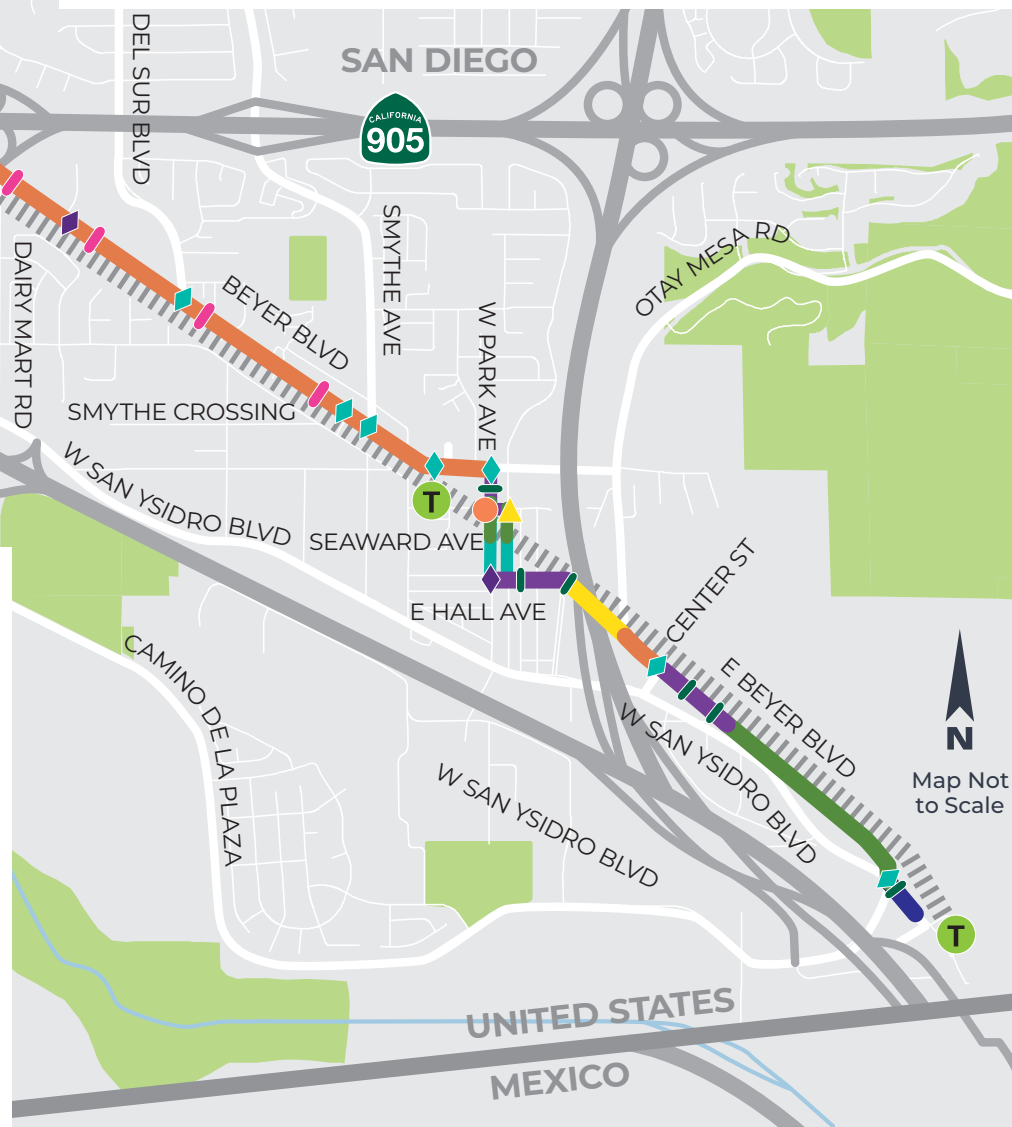 DEL SUR BLVD
SAN DIEGO
CALIFORNIA
905
DAIRY MART RD
BEYER BLVD
SMYTHE AVE
W PARK AVE
OTAY MESA RD
SMYTHE CROSSING
W SAN YSIDRO BLVD
T
SEAWARD AVE
E HALL AVE
CENTER ST
E BEYER BLVD
W SAN YSIDRO BLVD
CAMINO DE LA PLAZA
W SAN YSIDRO BLVD
N
Map Not
to Scale
T
UNITED STATES
MEXICO